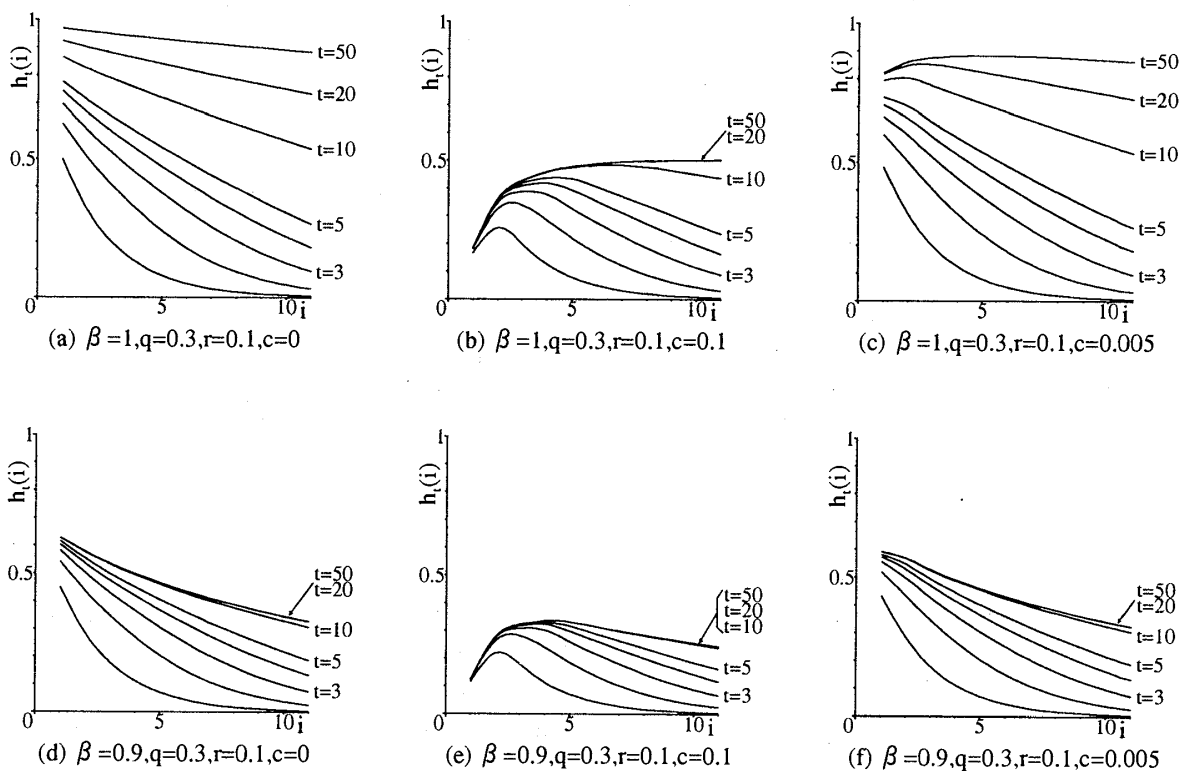 1
h_t(i)
t=50
t=20
t=10
0.5
t=5
t=3
0
5
10 i
(a) β=1,q=0.3,r=0.1,c=0
1
h_t(i)
t=50
t=20
0.5
t=10
t=5
t=3
0
5
10 i
(b) β=1,q=0.3,r=0.1,c=0.1
1
h_t(i)
t=50
t=20
t=10
0.5
t=5
t=3
0
5
10 i
(c) β=1,q=0.3,r=0.1,c=0.005
1
h_t(i)
0.5
t=50
t=20
t=10
t=5
t=3
0
5
10 i
(d) β=0.9,q=0.3,r=0.1,c=0
1
h_t(i)
0.5
t=50
t=20
t=10
t=5
t=3
0
5
10 i
(e) β=0.9,q=0.3,r=0.1,c=0.1
1
h_t(i)
0.5
t=50
t=20
t=10
t=5
t=3
0
5
10 i
(f) β=0.9,q=0.3,r=0.1,c=0.005